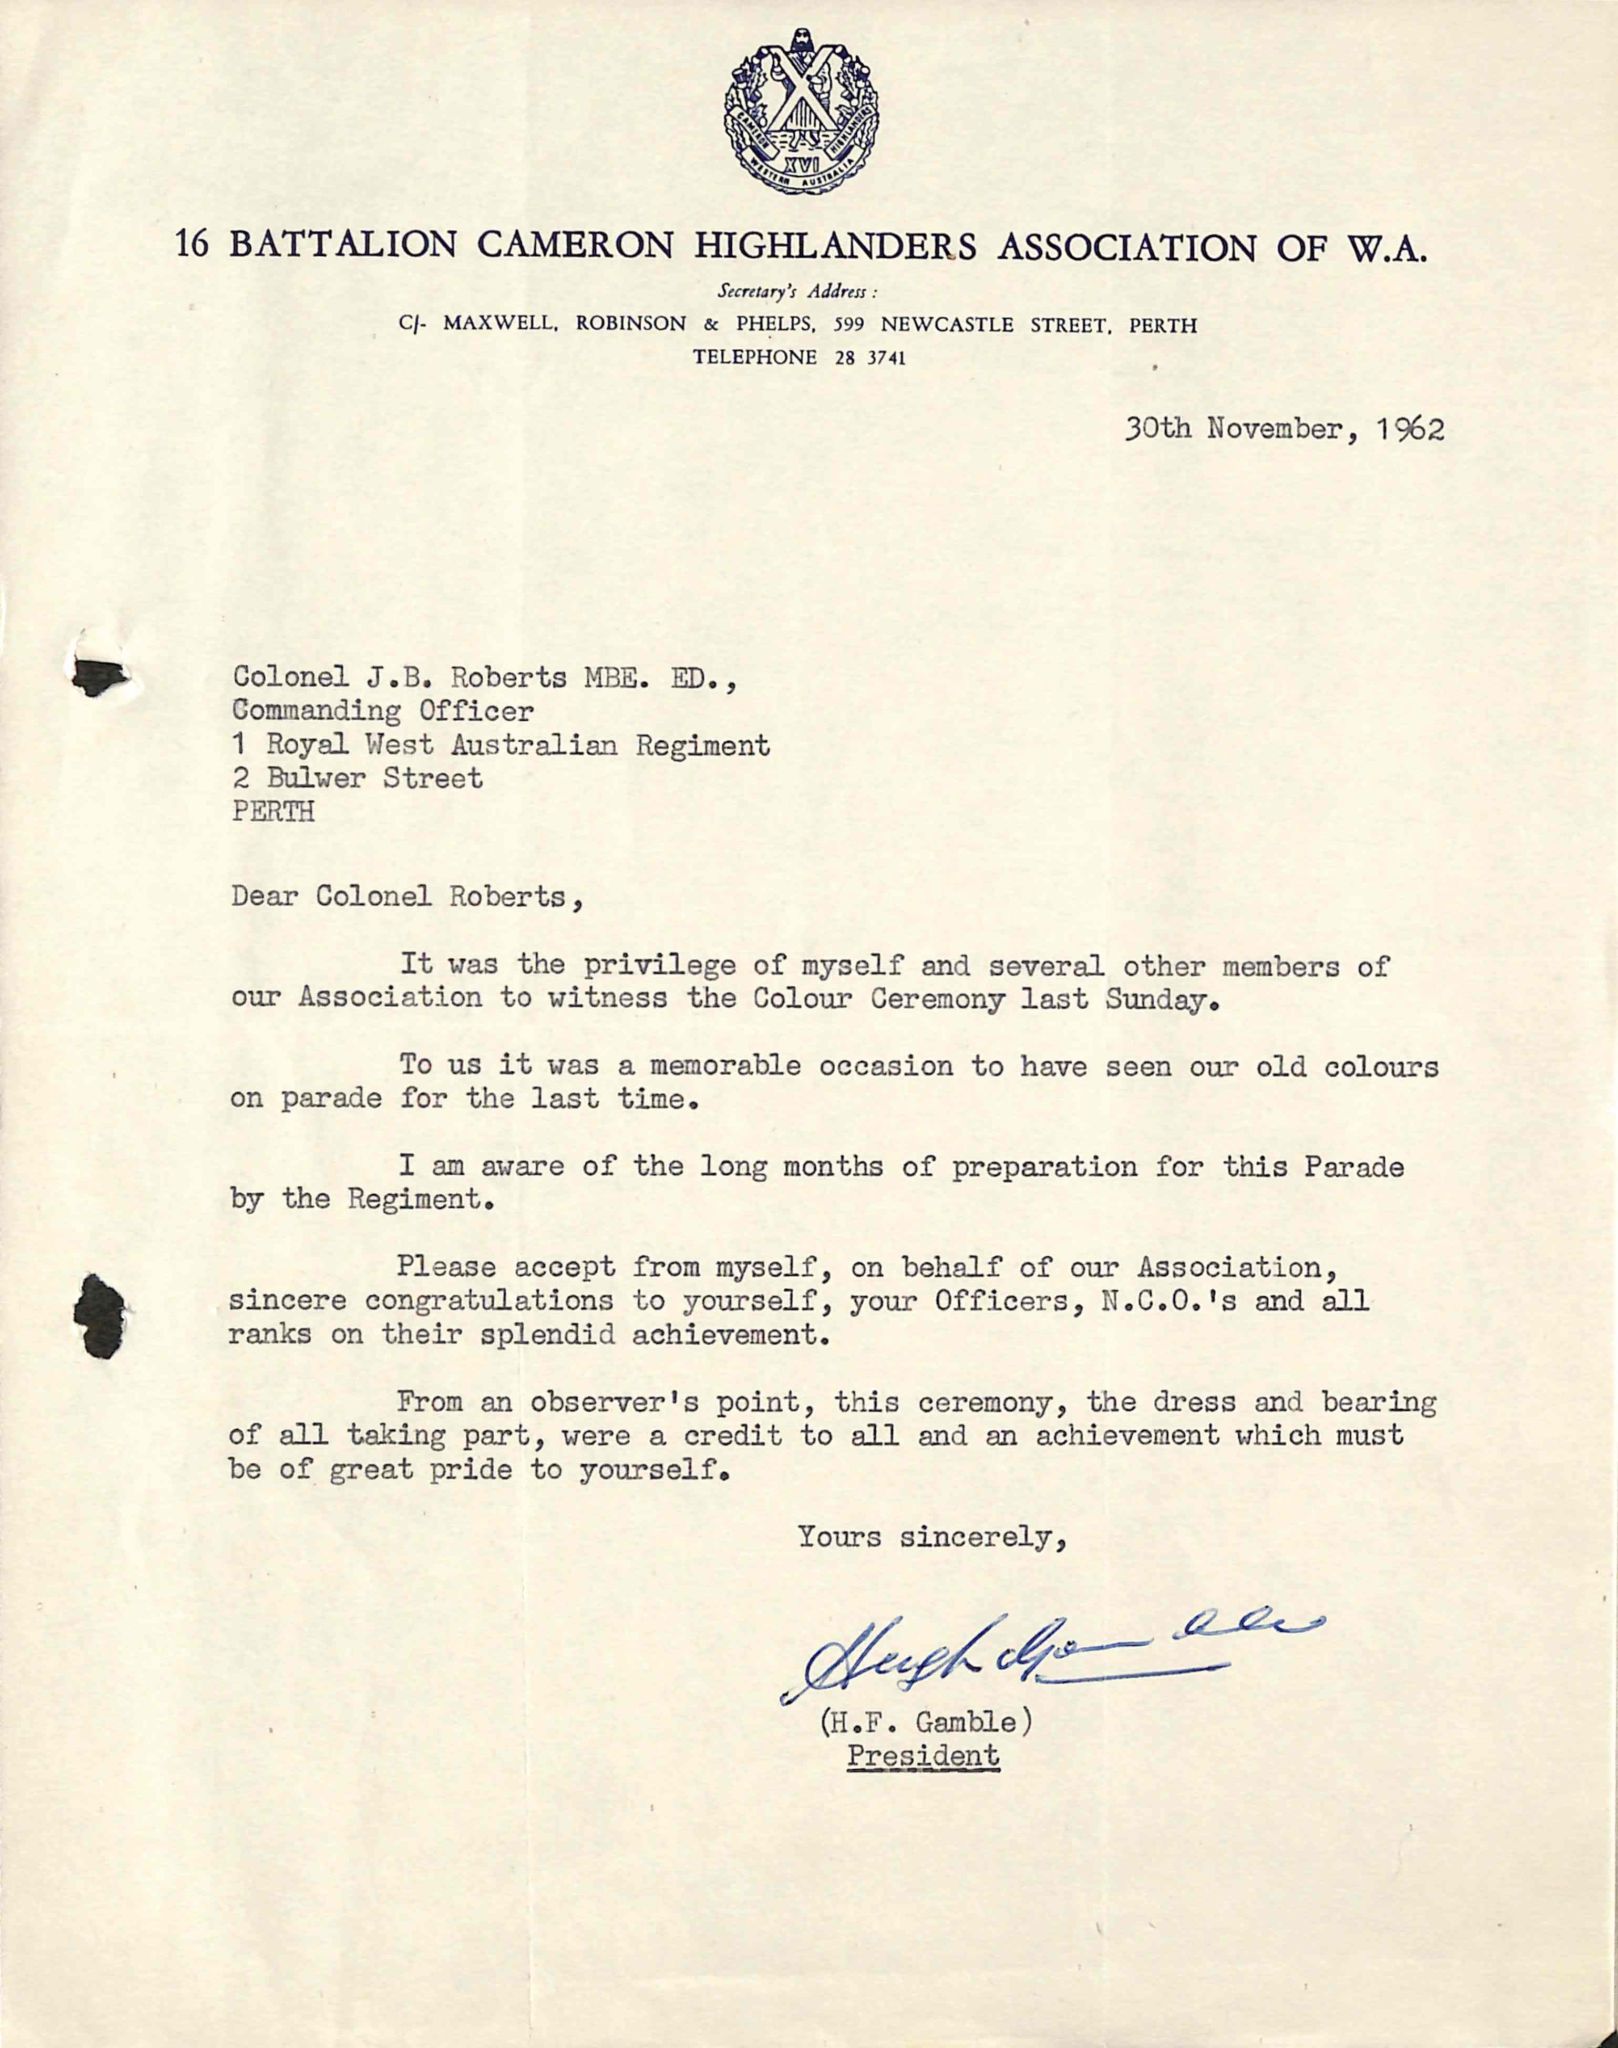 CAMERON HIGHLANDERS
XVI
WESTERN AUSTRALIA
16 BATTALION CAMERON HIGHLANDERS ASSOCIATION OF W.A.
Secretary's Address :
C/- MAXWELL, ROBINSON & PHELPS, 599 NEWCASTLE STREET, PERTH
TELEPHONE 28 3741
30th November, 1962
Colonel J.B. Roberts MBE. ED.,
Commanding Officer
1 Royal West Australian Regiment
2 Bulwer Street
PERTH
Dear Colonel Roberts,
It was the privilege of myself and several other members of
our Association to witness the Colour Ceremony last Sunday.
To us it was a memorable occasion to have seen our old colours
on parade for the last time.
I am aware of the long months of preparation for this Parade
by the Regiment.
Please accept from myself, on behalf of our Association,
sincere congratulations to yourself, your Officers, N.C.O.'s and all
ranks on their splendid achievement.
From an observer's point, this ceremony, the dress and bearing
of all taking part, were a credit to all and an achievement which must
be of great pride to yourself.
Yours sincerely,
Hugh Gamble
(H.F. Gamble)
President